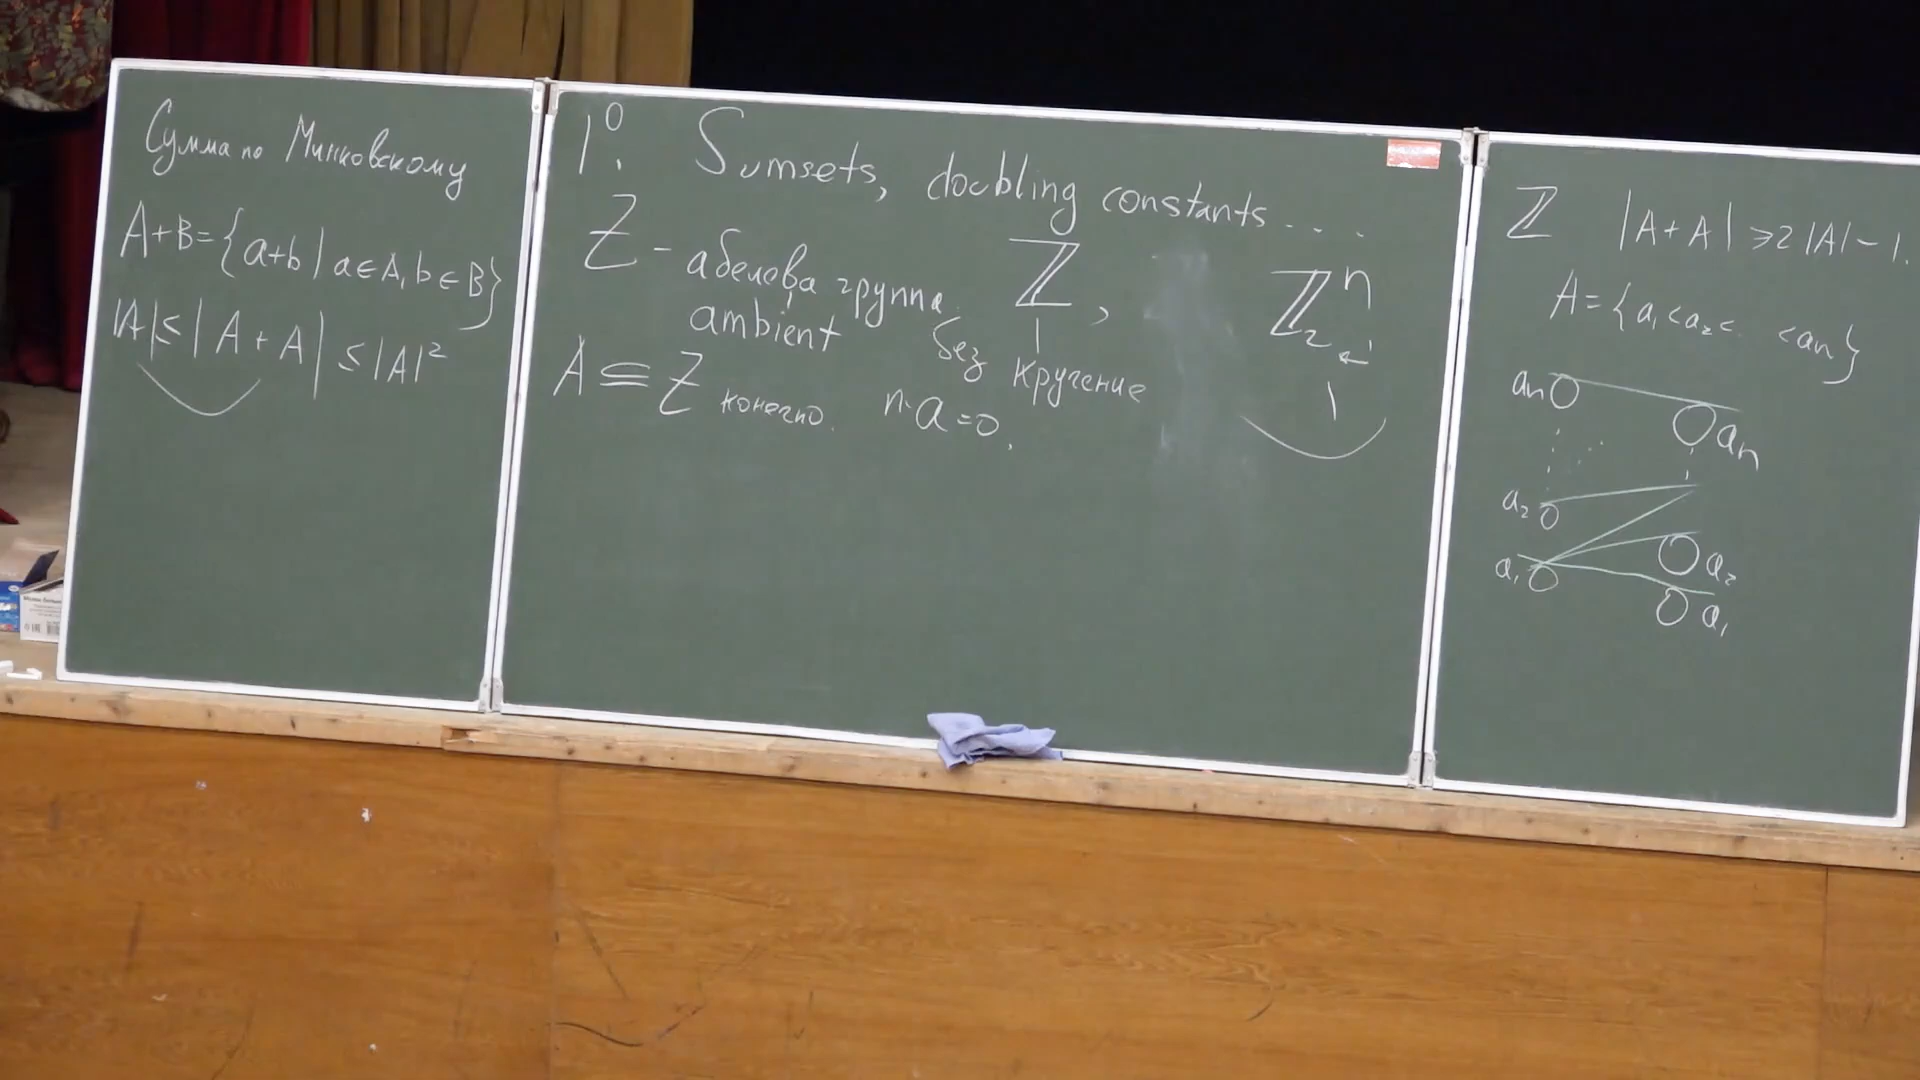 Сумма по Минковскому
A+B={a+b | a∈A, b∈B}
|A| ≤ |A+A| ≤ |A|²
1⁰. Sumsets, doubling constants . . .
Z - абелева группа. ℤ, ℤ₂ⁿ
ambient без кручение
A ⊆ Z конечно. n·a=0.
ℤ |A+A| ≥ 2|A|-1.
A={a₁<a₂<. <aₙ}
aₙ
aₙ
a₂
a₂
a₁
a₁